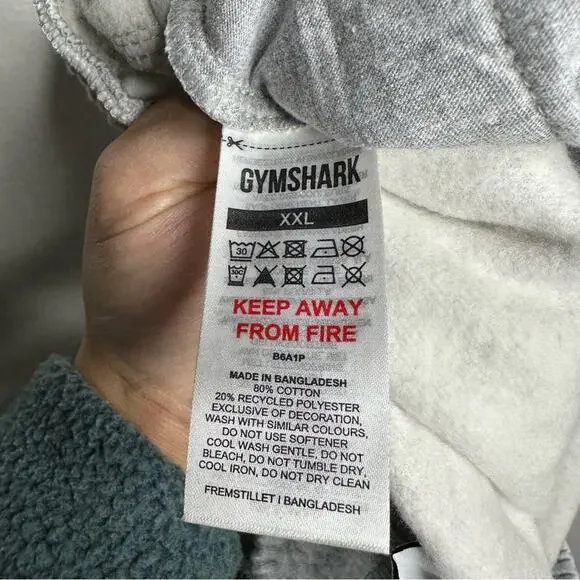 GYMSHARK
XXL
30
30C
KEEP AWAY
FROM FIRE
B6A1P
MADE IN BANGLADESH
80% COTTON
20% RECYCLED POLYESTER
EXCLUSIVE OF DECORATION,
WASH WITH SIMILAR COLOURS,
DO NOT USE SOFTENER
COOL WASH GENTLE, DO NOT
BLEACH, DO NOT TUMBLE DRY,
COOL IRON, DO NOT DRY CLEAN
FREMSTILLET I BANGLADESH